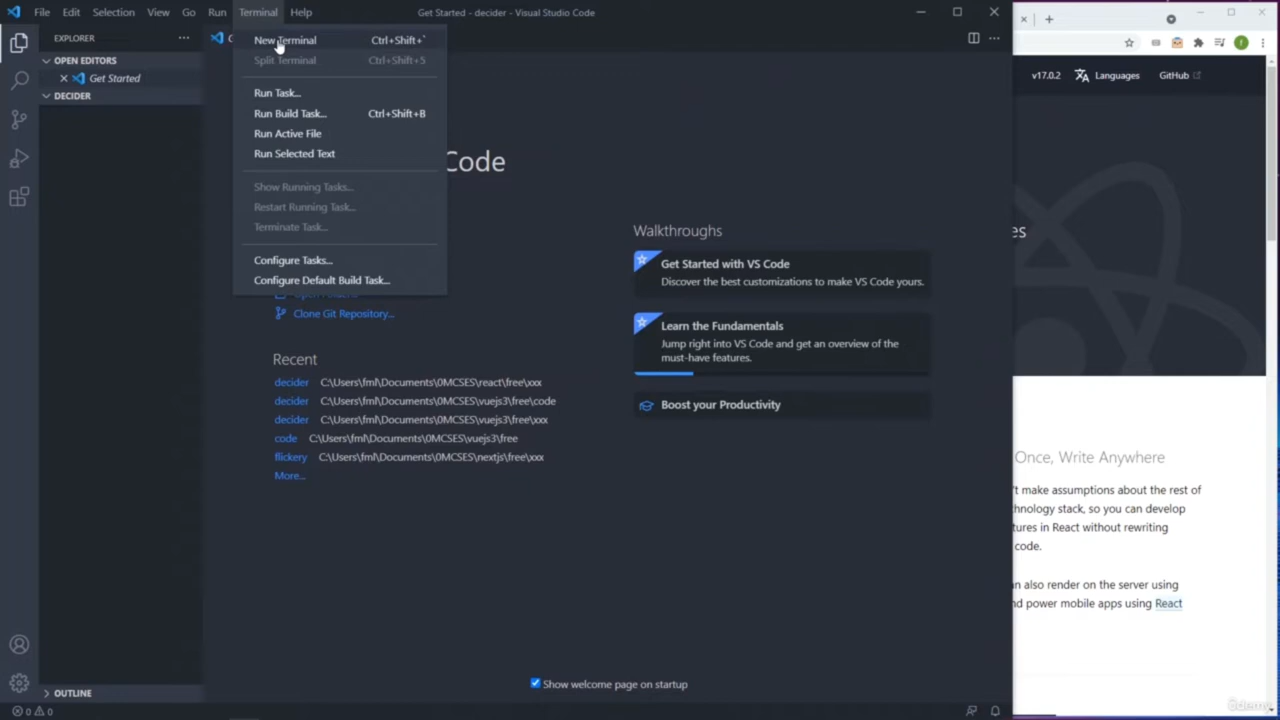 File Edit Selection View Go Run Terminal Help
Get Started - decider - Visual Studio Code
EXPLORER
OPEN EDITORS
Get Started
DECIDER
New Terminal Ctrl+Shift+`
Split Terminal Ctrl+Shift+5
Run Task...
Run Build Task... Ctrl+Shift+B
Run Active File
Run Selected Text
Show Running Tasks...
Restart Running Task...
Terminate Task...
Configure Tasks...
Configure Default Build Task...
Code
Clone Git Repository...
Recent
decider C:\Users\fml\Documents\0MCSES\react\free\xxx
decider C:\Users\fml\Documents\0MCSES\vuejs3\free\code
decider C:\Users\fml\Documents\0MCSES\vuejs3\free\xxx
code C:\Users\fml\Documents\0MCSES\vuejs3\free
flickery C:\Users\fml\Documents\0MCSES\nextjs\free\xxx
More...
Walkthroughs
Get Started with VS Code
Discover the best customizations to make VS Code yours.
Learn the Fundamentals
Jump right into VS Code and get an overview of the
must-have features.
Boost your Productivity
Show welcome page on startup
OUTLINE
0 0
v17.0.2 Languages GitHub
es
Once, Write Anywhere
't make assumptions about the rest of
hnology stack, so you can develop
tures in React without rewriting
code.
an also render on the server using
nd power mobile apps using React
ûdemy